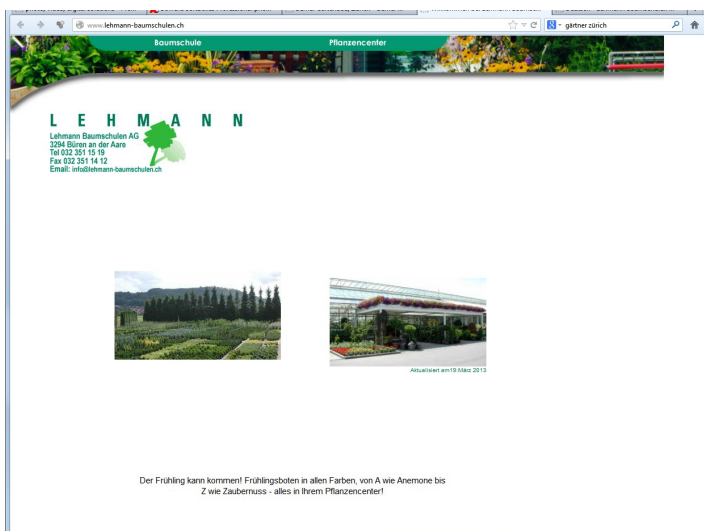 www.lehmann-baumschulen.ch
gärtner zürich
Baumschule
Pflanzencenter
LEHMANN
Lehmann Baumschulen AG
3294 Büren an der Aare
Tel 032 351 15 19
Fax 032 351 14 12
Email: info@lehmann-baumschulen.ch
Aktualisiert am19.März 2013
Der Frühling kann kommen! Frühlingsboten in allen Farben, von A wie Anemone bis
Z wie Zaubernuss - alles in Ihrem Pflanzencenter!